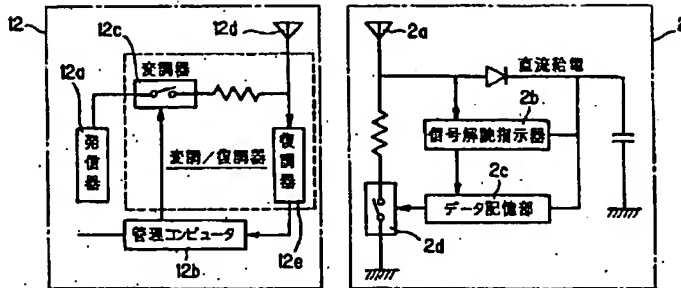 12
12c
12d
変調器
12a
発信器
変調/復調器
復調器
管理コンピュータ
12b
12e
2
2a
直流給電
2b
信号解読指示器
2c
データ記憶部
2d